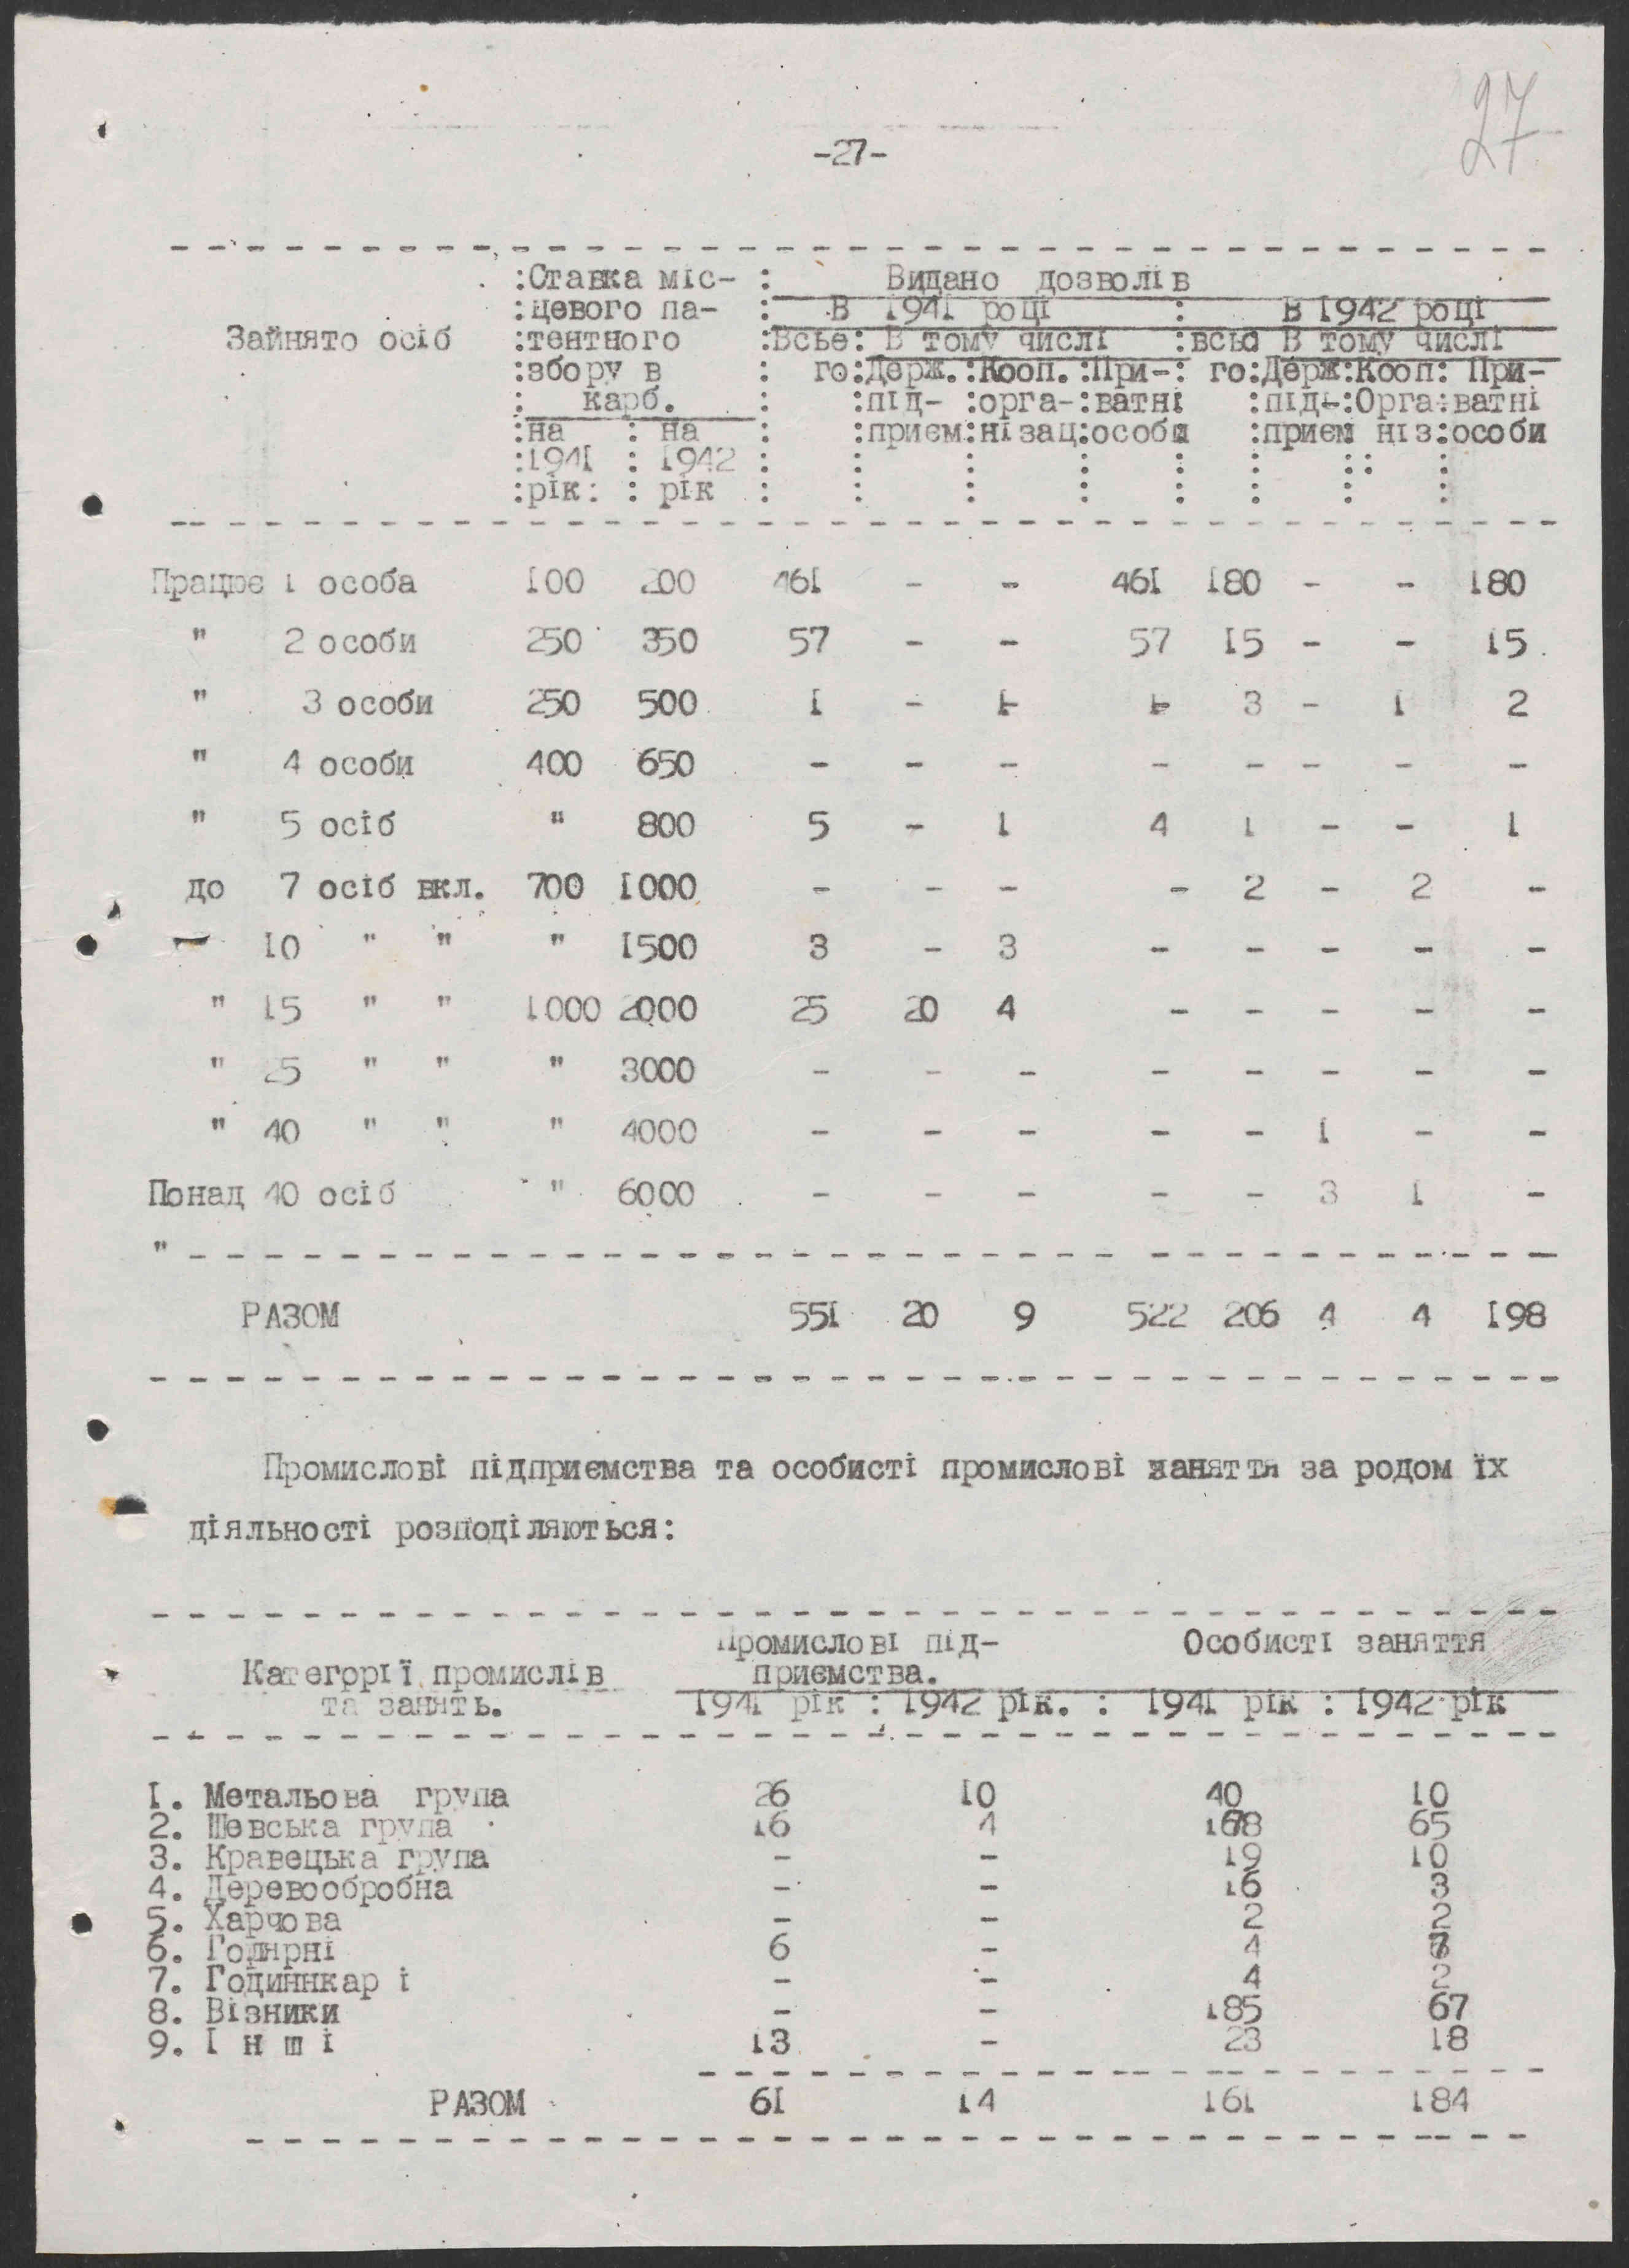 27
-27-
:Ставка міс- : Видано дозволів
:цевого па- : В 1941 році : В 1942 році
Зайнято осіб :тентного :Всье: В тому числі :всьо В тому числі
:збору в : го:Держ.:Кооп.:При-: го:Держ:Кооп: При-
: карб. : :під- :орга-:ватні :під-:Орга:ватні
:на : на : :приєм:нізац:особи :приєм ніз:особи
:1941 : 1942 : : : : : : : : :
:рік: : рік : : : : : : : :
Працює 1 особа 100 200 461 - - 461 180 - - 180
" 2 особи 250 350 57 - - 57 15 - - 15
" 3 особи 250 500 1 - 1 3 - 1 2
" 4 особи 400 650 - - - - - - - -
" 5 осіб " 800 5 - 1 4 1 - - 1
до 7 осіб вкл. 700 1000 - - - - 2 - 2 -
" 10 " " " 1500 3 - 3 - - - - -
" 15 " " 1000 2000 25 20 4 - - - - -
" 25 " " " 3000 - - - - - - - -
" 40 " " " 4000 - - - - - 1 - -
Понад 40 осіб " 6000 - - - - - 3 1 -
"
РАЗОМ 551 20 9 522 206 4 4 198
Промислові підприємства та особисті промислові заняття за родом їх
діяльності розподіляються:
Промислові під- Особисті заняття
Категорії промислів приємства.
та занять. 1941 рік : 1942 рік. : 1941 рік : 1942 рік
1. Метальова група 26 10 40 10
2. Шевська група 16 4 168 65
3. Кравецька група - - 19 10
4. Деревообробна - - 16 3
5. Харчова - - 2 2
6. Голярні 6 - 4 7
7. Годиннкарі - - 4 2
8. Візники - - 185 67
9. І н ш і 13 - 23 18
РАЗОМ 61 14 161 184